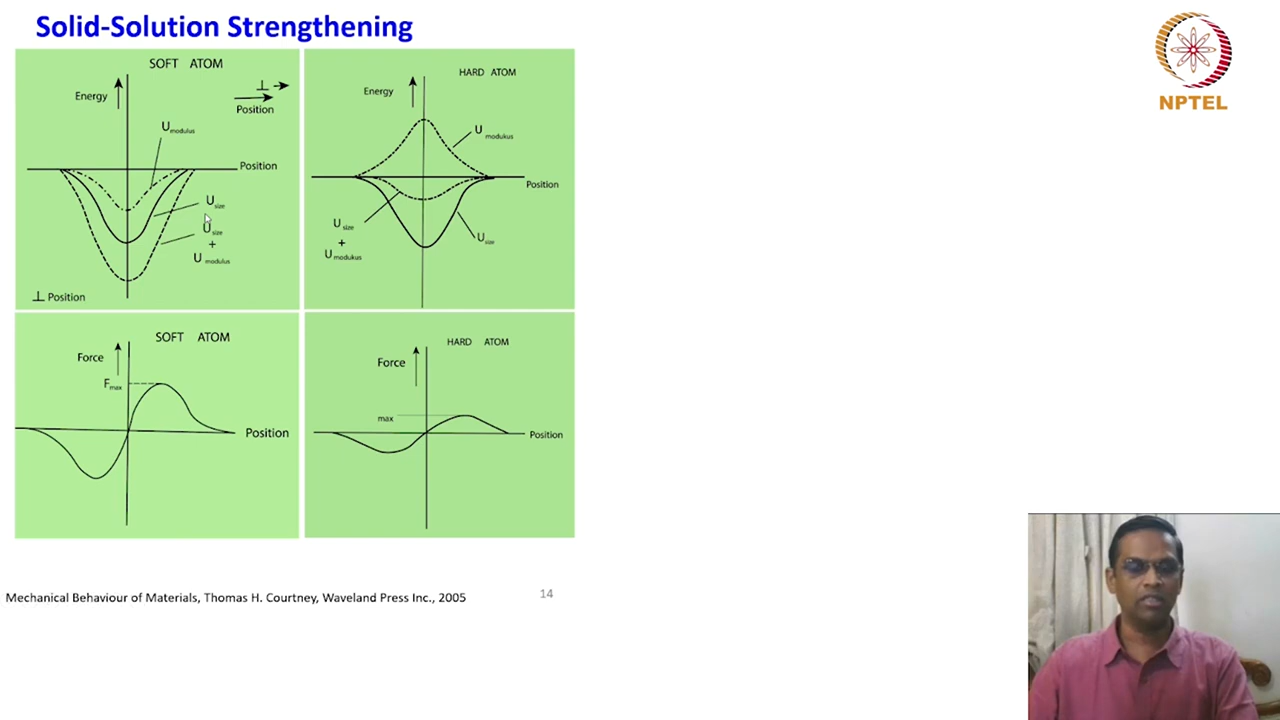 Solid-Solution Strengthening
NPTEL
SOFT ATOM
Energy
⊥
Position
U modulus
Position
U size
U size
+
U modulus
⊥ Position
HARD ATOM
Energy
U modukus
Position
U size
+
U modukus
U size
SOFT ATOM
Force
F max
Position
HARD ATOM
Force
max
Position
Mechanical Behaviour of Materials, Thomas H. Courtney, Waveland Press Inc., 2005
14